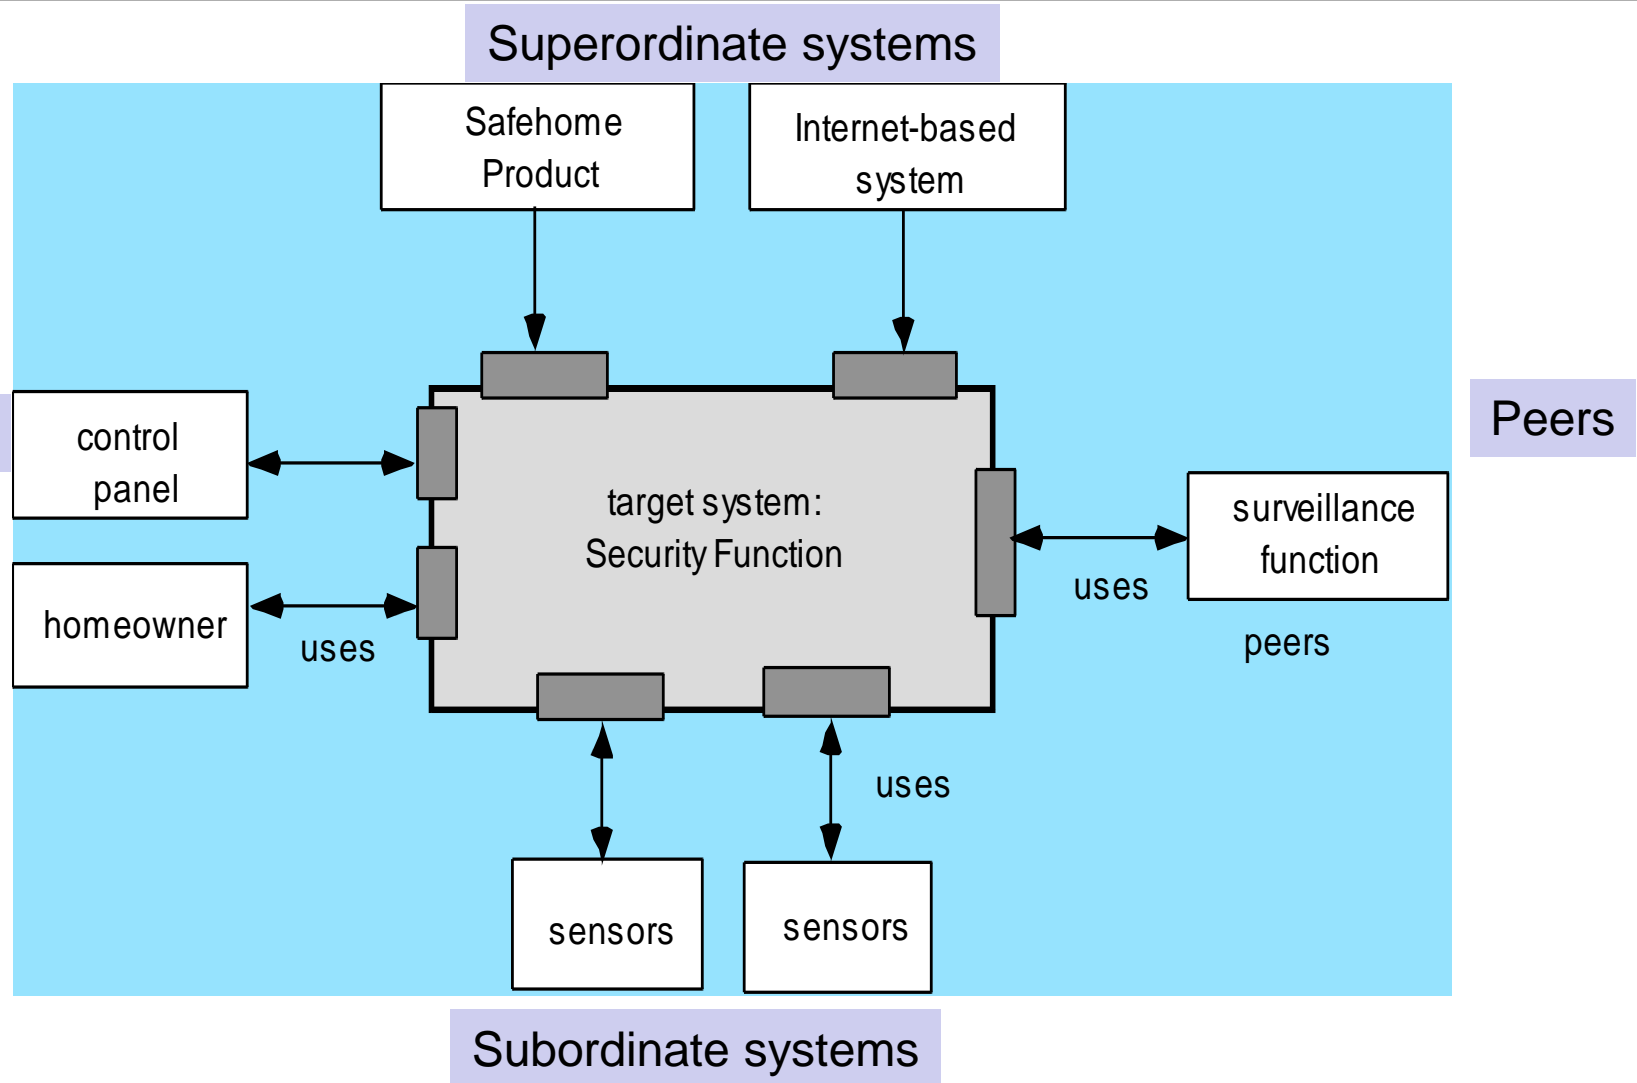 Superordinate systems
Safehome
Product
Internet-based
system
control
panel
Peers
target system:
Security Function
surveillance
function
uses
homeowner
uses
peers
uses
sensors
sensors
Subordinate systems